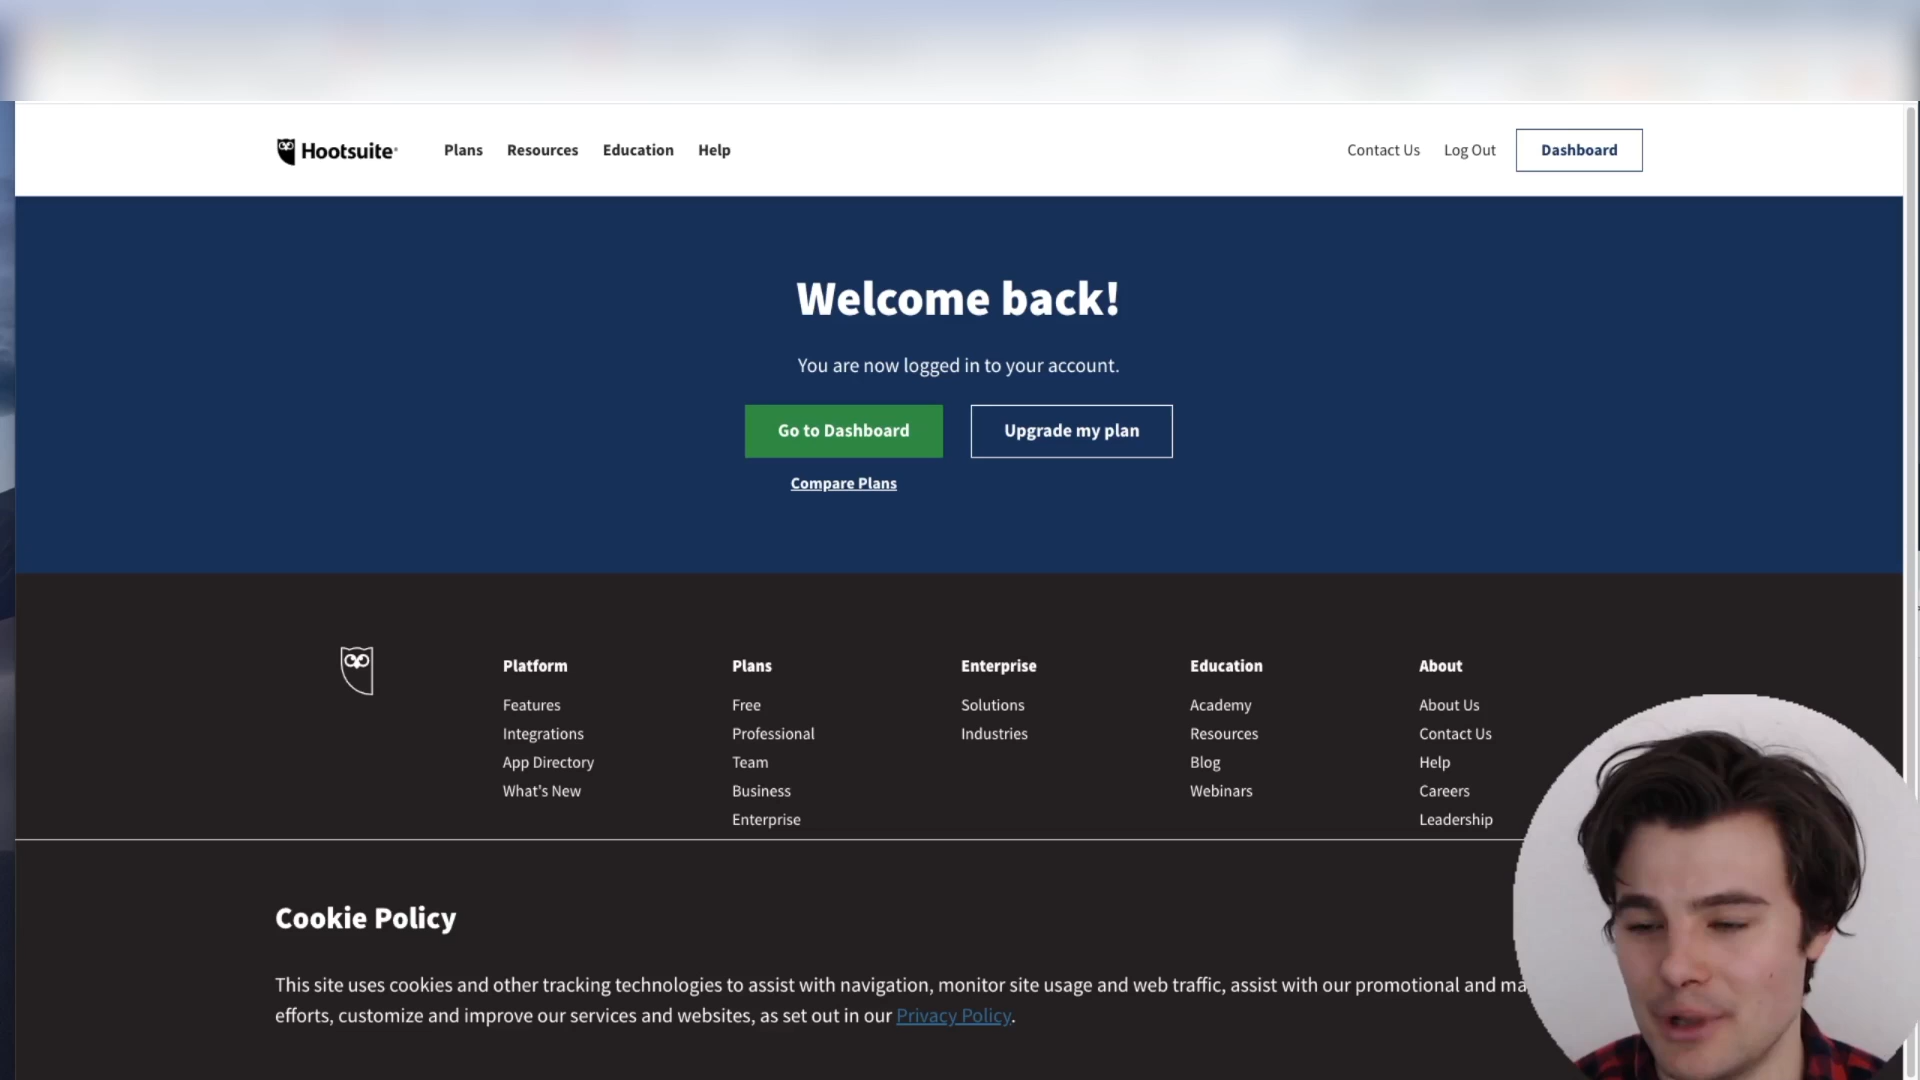 Hootsuite
Plans Resources Education Help
Contact Us Log Out Dashboard
Welcome back!
You are now logged in to your account.
Go to Dashboard Upgrade my plan
Compare Plans
Platform
Features
Integrations
App Directory
What's New
Plans
Free
Professional
Team
Business
Enterprise
Enterprise
Solutions
Industries
Education
Academy
Resources
Blog
Webinars
About
About Us
Contact Us
Help
Careers
Leadership
Cookie Policy
This site uses cookies and other tracking technologies to assist with navigation, monitor site usage and web traffic, assist with our promotional and
efforts, customize and improve our services and websites, as set out in our Privacy Policy.